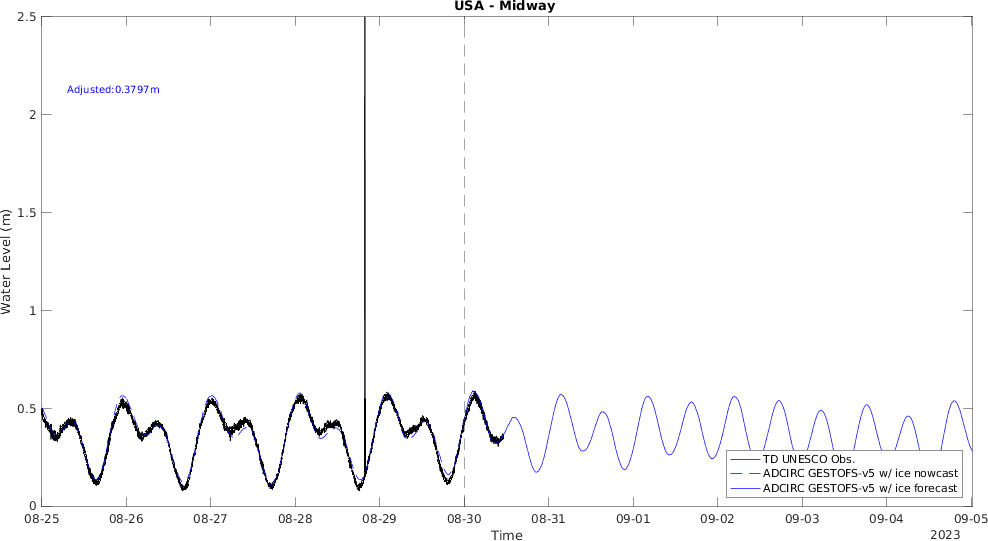 USA - Midway
2.5
Adjusted:0.3797m
2
1.5
Water Level (m)
1
0.5
TD UNESCO Obs.
ADCIRC GESTOFS-v5 w/ ice nowcast
ADCIRC GESTOFS-v5 w/ ice forecast
0
08-25 08-26 08-27 08-28 08-29 08-30 08-31 09-01 09-02 09-03 09-04 09-05
Time
2023